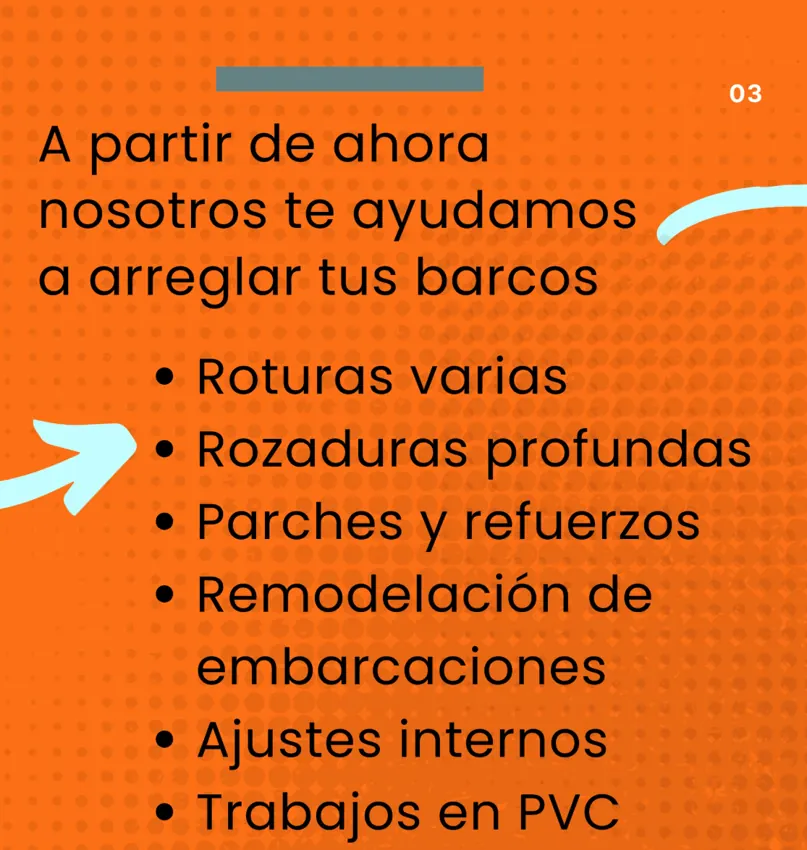 03
A partir de ahora
nosotros te ayudamos
a arreglar tus barcos
• Roturas varias
• Rozaduras profundas
• Parches y refuerzos
• Remodelación de
embarcaciones
• Ajustes internos
• Trabajos en PVC